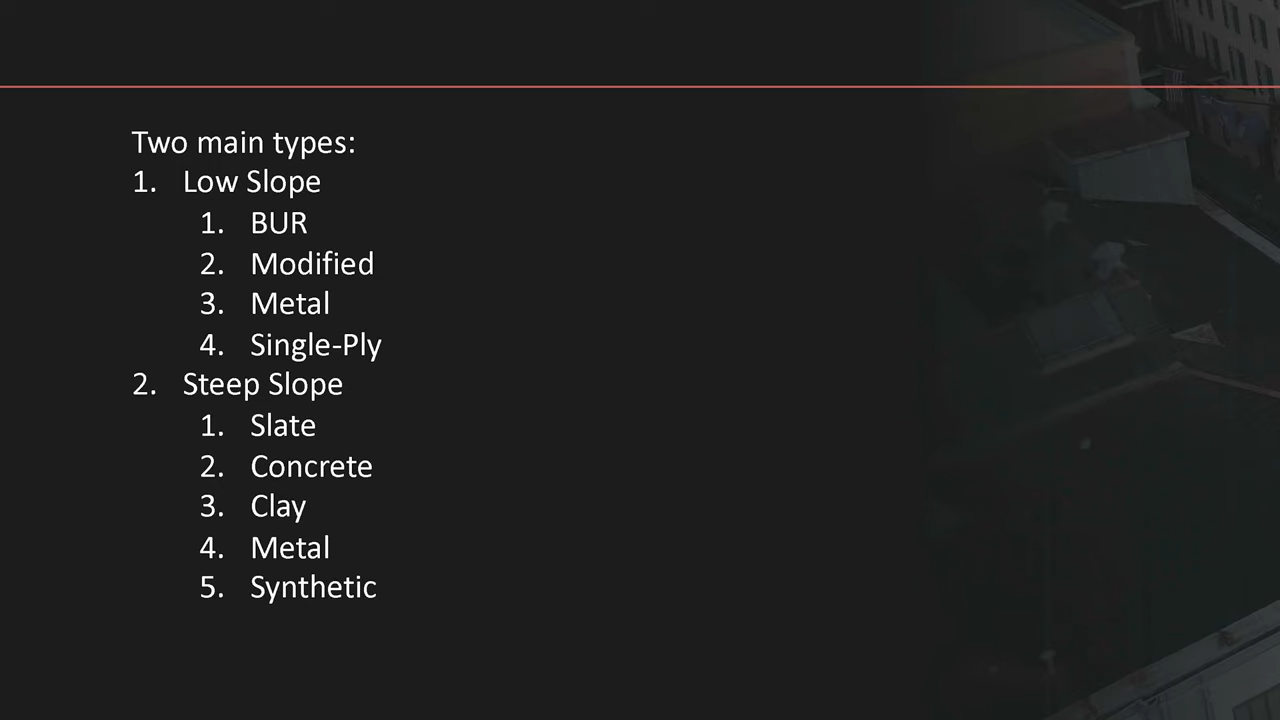 Two main types:
1. Low Slope
1. BUR
2. Modified
3. Metal
4. Single-Ply
2. Steep Slope
1. Slate
2. Concrete
3. Clay
4. Metal
5. Synthetic